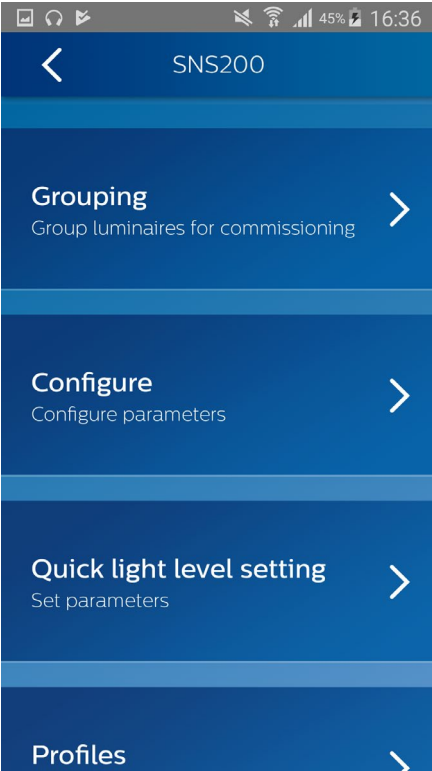 45% 16:36
SNS200
Grouping
Group luminaires for commissioning
Configure
Configure parameters
Quick light level setting
Set parameters
Profiles